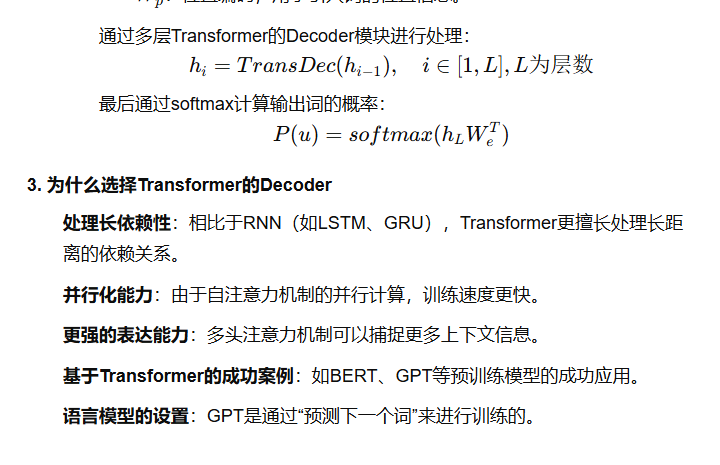 通过多层Transformer的Decoder模块进行处理：
h_i = TransDec(h_{i−1}), i ∈ [1, L], L为层数
最后通过softmax计算输出词的概率：
P(u) = softmax(h_L W_e^T)
3. 为什么选择Transformer的Decoder
处理长依赖性：相比于RNN（如LSTM、GRU），Transformer更擅长处理长距
离的依赖关系。
并行化能力：由于自注意力机制的并行计算，训练速度更快。
更强的表达能力：多头注意力机制可以捕捉更多上下文信息。
基于Transformer的成功案例：如BERT、GPT等预训练模型的成功应用。
语言模型的设置：GPT是通过“预测下一个词”来进行训练的。